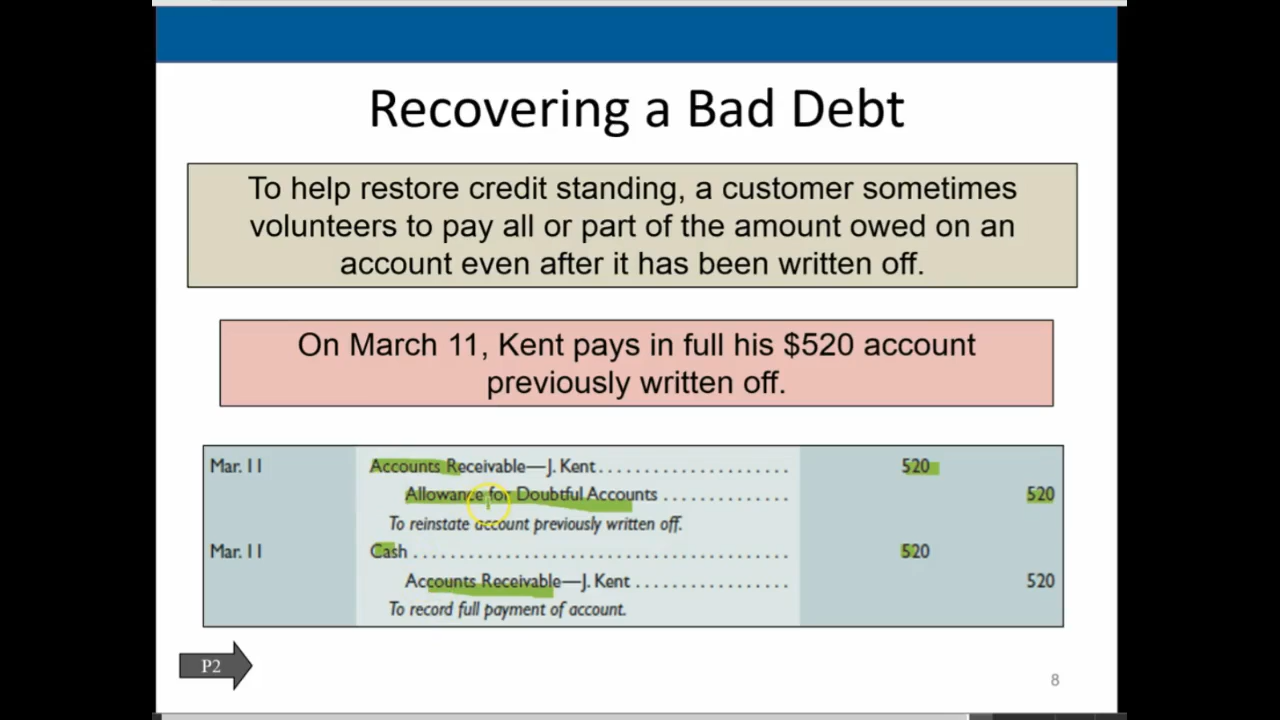 Recovering a Bad Debt
To help restore credit standing, a customer sometimes
volunteers to pay all or part of the amount owed on an
account even after it has been written off.
On March 11, Kent pays in full his $520 account
previously written off.
Mar. 11 Accounts Receivable—J. Kent . . . . . . . . . . . . . . . . . . . . 520
Allowance for Doubtful Accounts . . . . . . . . . . . . . 520
To reinstate account previously written off.
Mar. 11 Cash . . . . . . . . . . . . . . . . . . . . . . . . . . . . . . . . . . . . . . . 520
Accounts Receivable—J. Kent . . . . . . . . . . . . . . . . 520
To record full payment of account.
P2
8